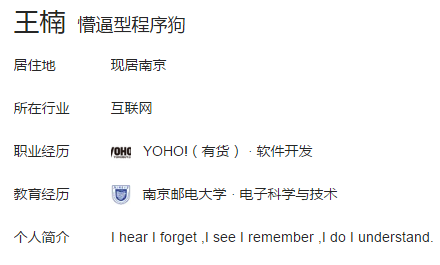 王楠 懵逼型程序狗
居住地 现居南京
所在行业 互联网
职业经历 YOHO! YOHO!（有货） · 软件开发
教育经历 南京邮电大学 · 电子科学与技术
个人简介 I hear I forget ,I see I remember ,I do I understand.